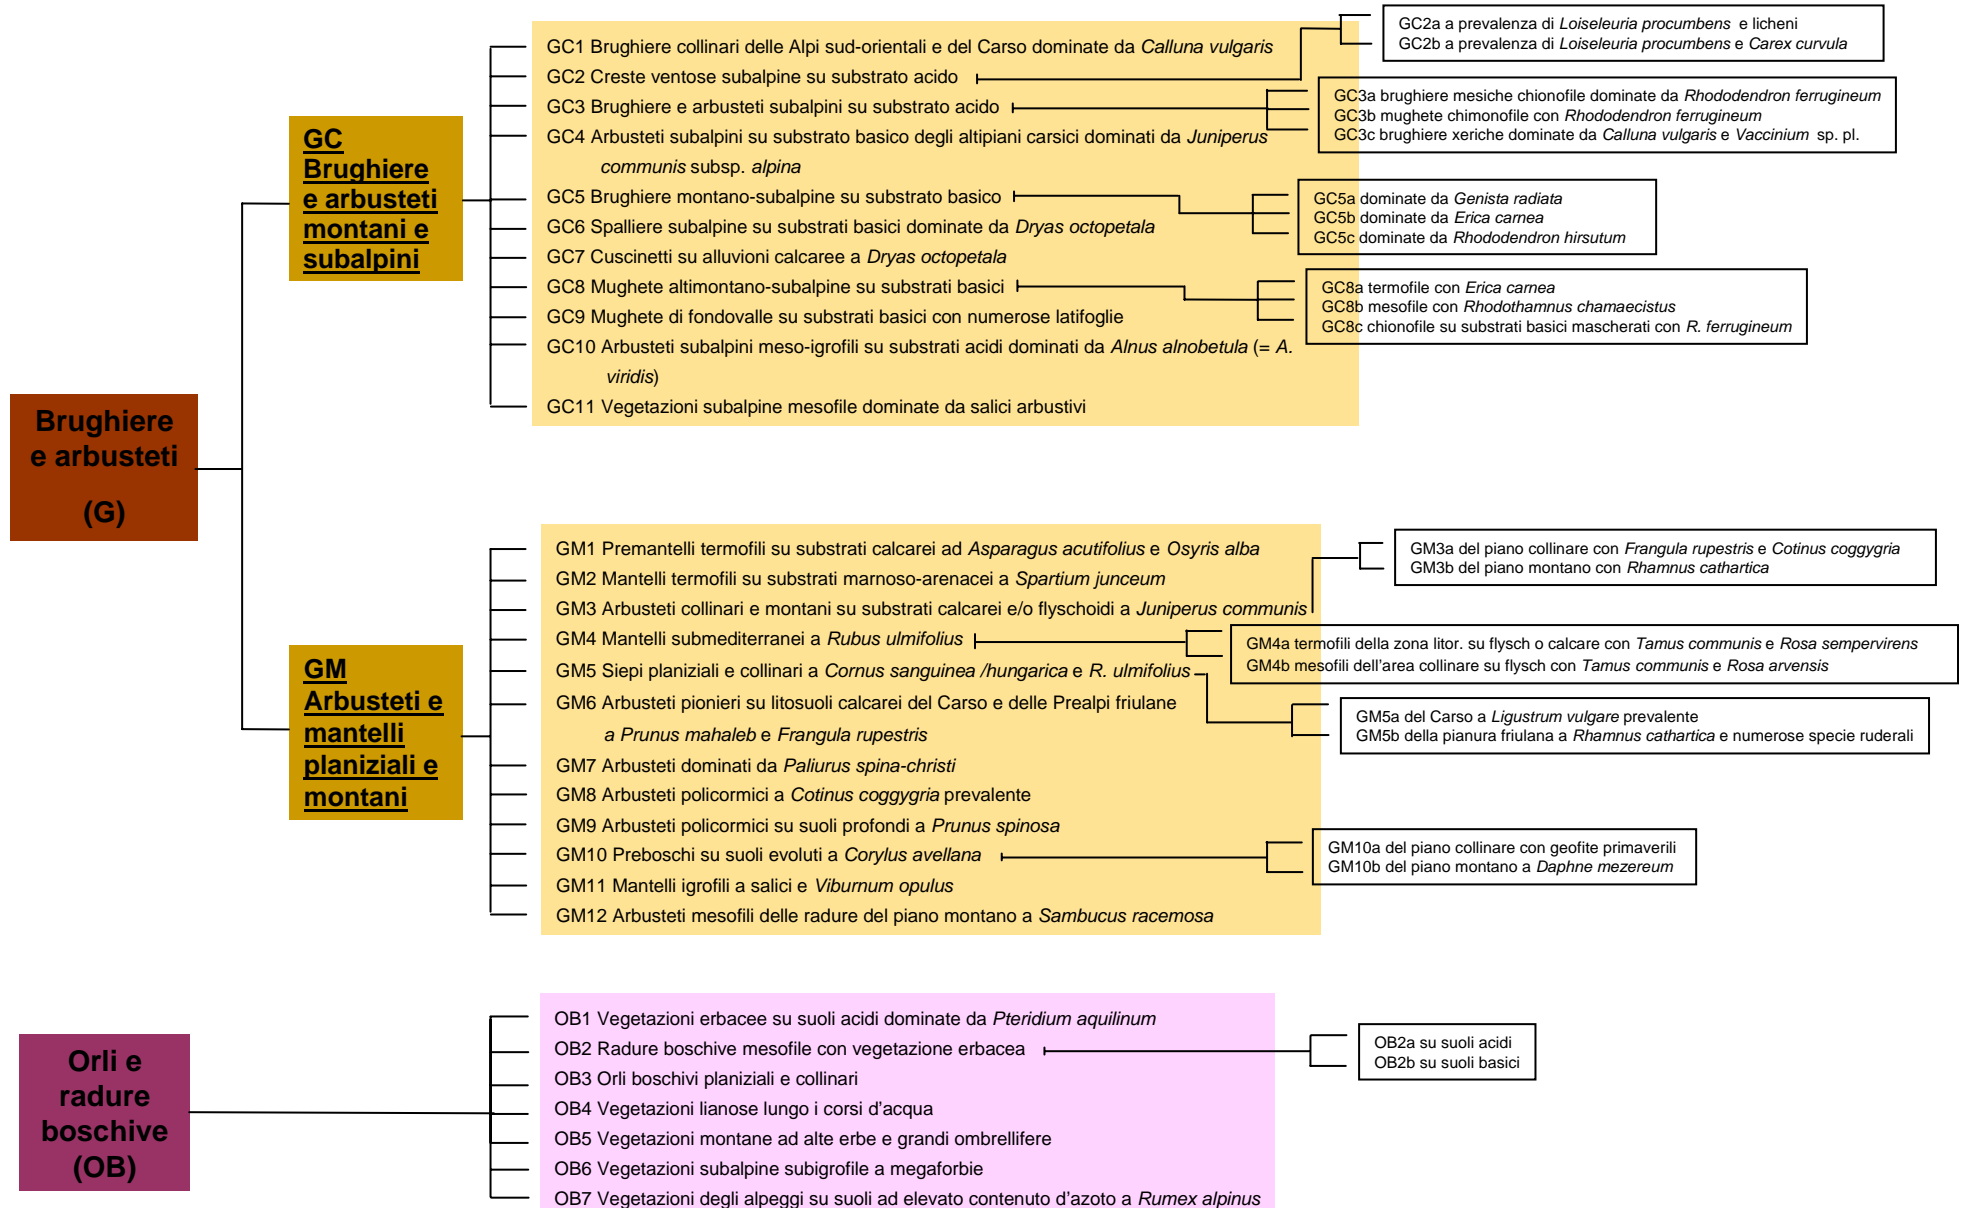 Brughiere
e arbusteti
(G)
GC
Brughiere
e arbusteti
montani e
subalpini
GC1 Brughiere collinari delle Alpi sud-orientali e del Carso dominate da Calluna vulgaris
GC2 Creste ventose subalpine su substrato acido
GC3 Brughiere e arbusteti subalpini su substrato acido
GC4 Arbusteti subalpini su substrato basico degli altipiani carsici dominati da Juniperus
communis subsp. alpina
GC5 Brughiere montano-subalpine su substrato basico
GC6 Spalliere subalpine su substrati basici dominate da Dryas octopetala
GC7 Cuscinetti su alluvioni calcaree a Dryas octopetala
GC8 Mughete altimontano-subalpine su substrati basici
GC9 Mughete di fondovalle su substrati basici con numerose latifoglie
GC10 Arbusteti subalpini meso-igrofili su substrati acidi dominati da Alnus alnobetula (= A.
viridis)
GC11 Vegetazioni subalpine mesofile dominate da salici arbustivi
GC2a a prevalenza di Loiseleuria procumbens e licheni
GC2b a prevalenza di Loiseleuria procumbens e Carex curvula
GC3a brughiere mesiche chionofile dominate da Rhododendron ferrugineum
GC3b mughete chimonofile con Rhododendron ferrugineum
GC3c brughiere xeriche dominate da Calluna vulgaris e Vaccinium sp. pl.
GC5a dominate da Genista radiata
GC5b dominate da Erica carnea
GC5c dominate da Rhododendron hirsutum
GC8a termofile con Erica carnea
GC8b mesofile con Rhodothamnus chamaecistus
GC8c chionofile su substrati basici mascherati con R. ferrugineum
GM
Arbusteti e
mantelli
planiziali e
montani
GM1 Premantelli termofili su substrati calcarei ad Asparagus acutifolius e Osyris alba
GM2 Mantelli termofili su substrati marnoso-arenacei a Spartium junceum
GM3 Arbusteti collinari e montani su substrati calcarei e/o flyschoidi a Juniperus communis
GM4 Mantelli submediterranei a Rubus ulmifolius
GM5 Siepi planiziali e collinari a Cornus sanguinea /hungarica e R. ulmifolius
GM6 Arbusteti pionieri su litosuoli calcarei del Carso e delle Prealpi friulane
a Prunus mahaleb e Frangula rupestris
GM7 Arbusteti dominati da Paliurus spina-christi
GM8 Arbusteti policormici a Cotinus coggygria prevalente
GM9 Arbusteti policormici su suoli profondi a Prunus spinosa
GM10 Preboschi su suoli evoluti a Corylus avellana
GM11 Mantelli igrofili a salici e Viburnum opulus
GM12 Arbusteti mesofili delle radure del piano montano a Sambucus racemosa
GM3a del piano collinare con Frangula rupestris e Cotinus coggygria
GM3b del piano montano con Rhamnus cathartica
GM4a termofili della zona litor. su flysch o calcare con Tamus communis e Rosa sempervirens
GM4b mesofili dell'area collinare su flysch con Tamus communis e Rosa arvensis
GM5a del Carso a Ligustrum vulgare prevalente
GM5b della pianura friulana a Rhamnus cathartica e numerose specie ruderali
GM10a del piano collinare con geofite primaverili
GM10b del piano montano a Daphne mezereum
Orli e
radure
boschive
(OB)
OB1 Vegetazioni erbacee su suoli acidi dominate da Pteridium aquilinum
OB2 Radure boschive mesofile con vegetazione erbacea
OB3 Orli boschivi planiziali e collinari
OB4 Vegetazioni lianose lungo i corsi d'acqua
OB5 Vegetazioni montane ad alte erbe e grandi ombrellifere
OB6 Vegetazioni subalpine subigrofile a megaforbie
OB7 Vegetazioni degli alpeggi su suoli ad elevato contenuto d'azoto a Rumex alpinus
OB2a su suoli acidi
OB2b su suoli basici